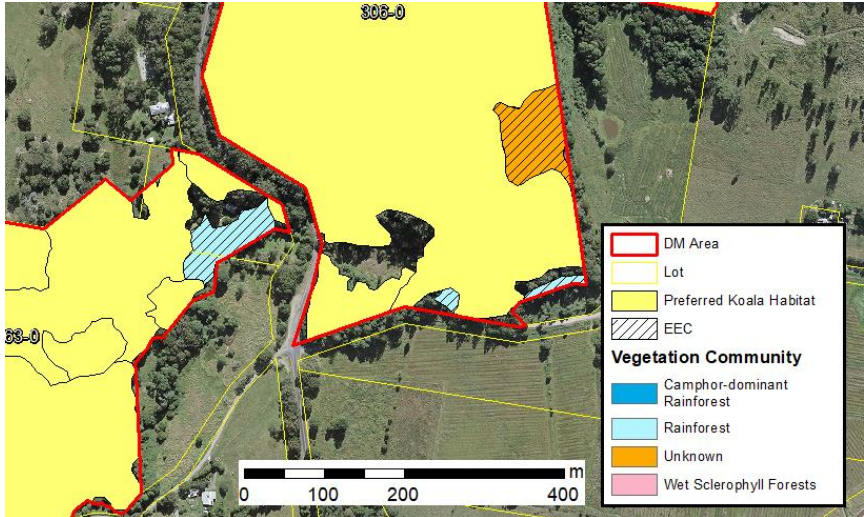 306-0
63-0
DM Area
Lot
Preferred Koala Habitat
EEC
Vegetation Community
Camphor-dominant
Rainforest
Rainforest
Unknown
Wet Sclerophyll Forests
m
0 100 200 400